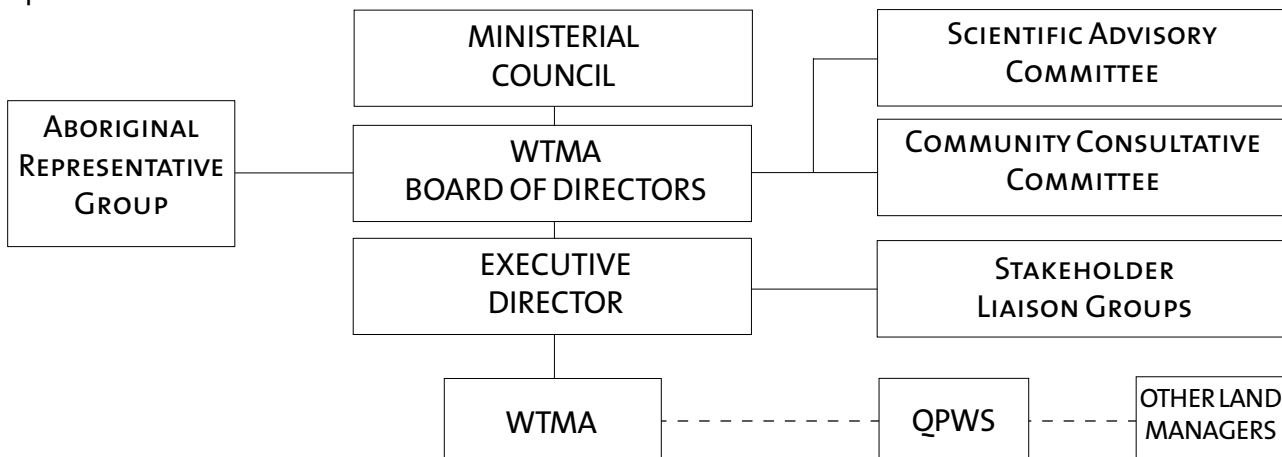 MINISTERIAL
COUNCIL
SCIENTIFIC ADVISORY
COMMITTEE
ABORIGINAL
REPRESENTATIVE
GROUP
WTMA
BOARD OF DIRECTORS
COMMUNITY CONSULTATIVE
COMMITTEE
EXECUTIVE
DIRECTOR
STAKEHOLDER
LIAISON GROUPS
WTMA
QPWS
OTHER LAND
MANAGERS